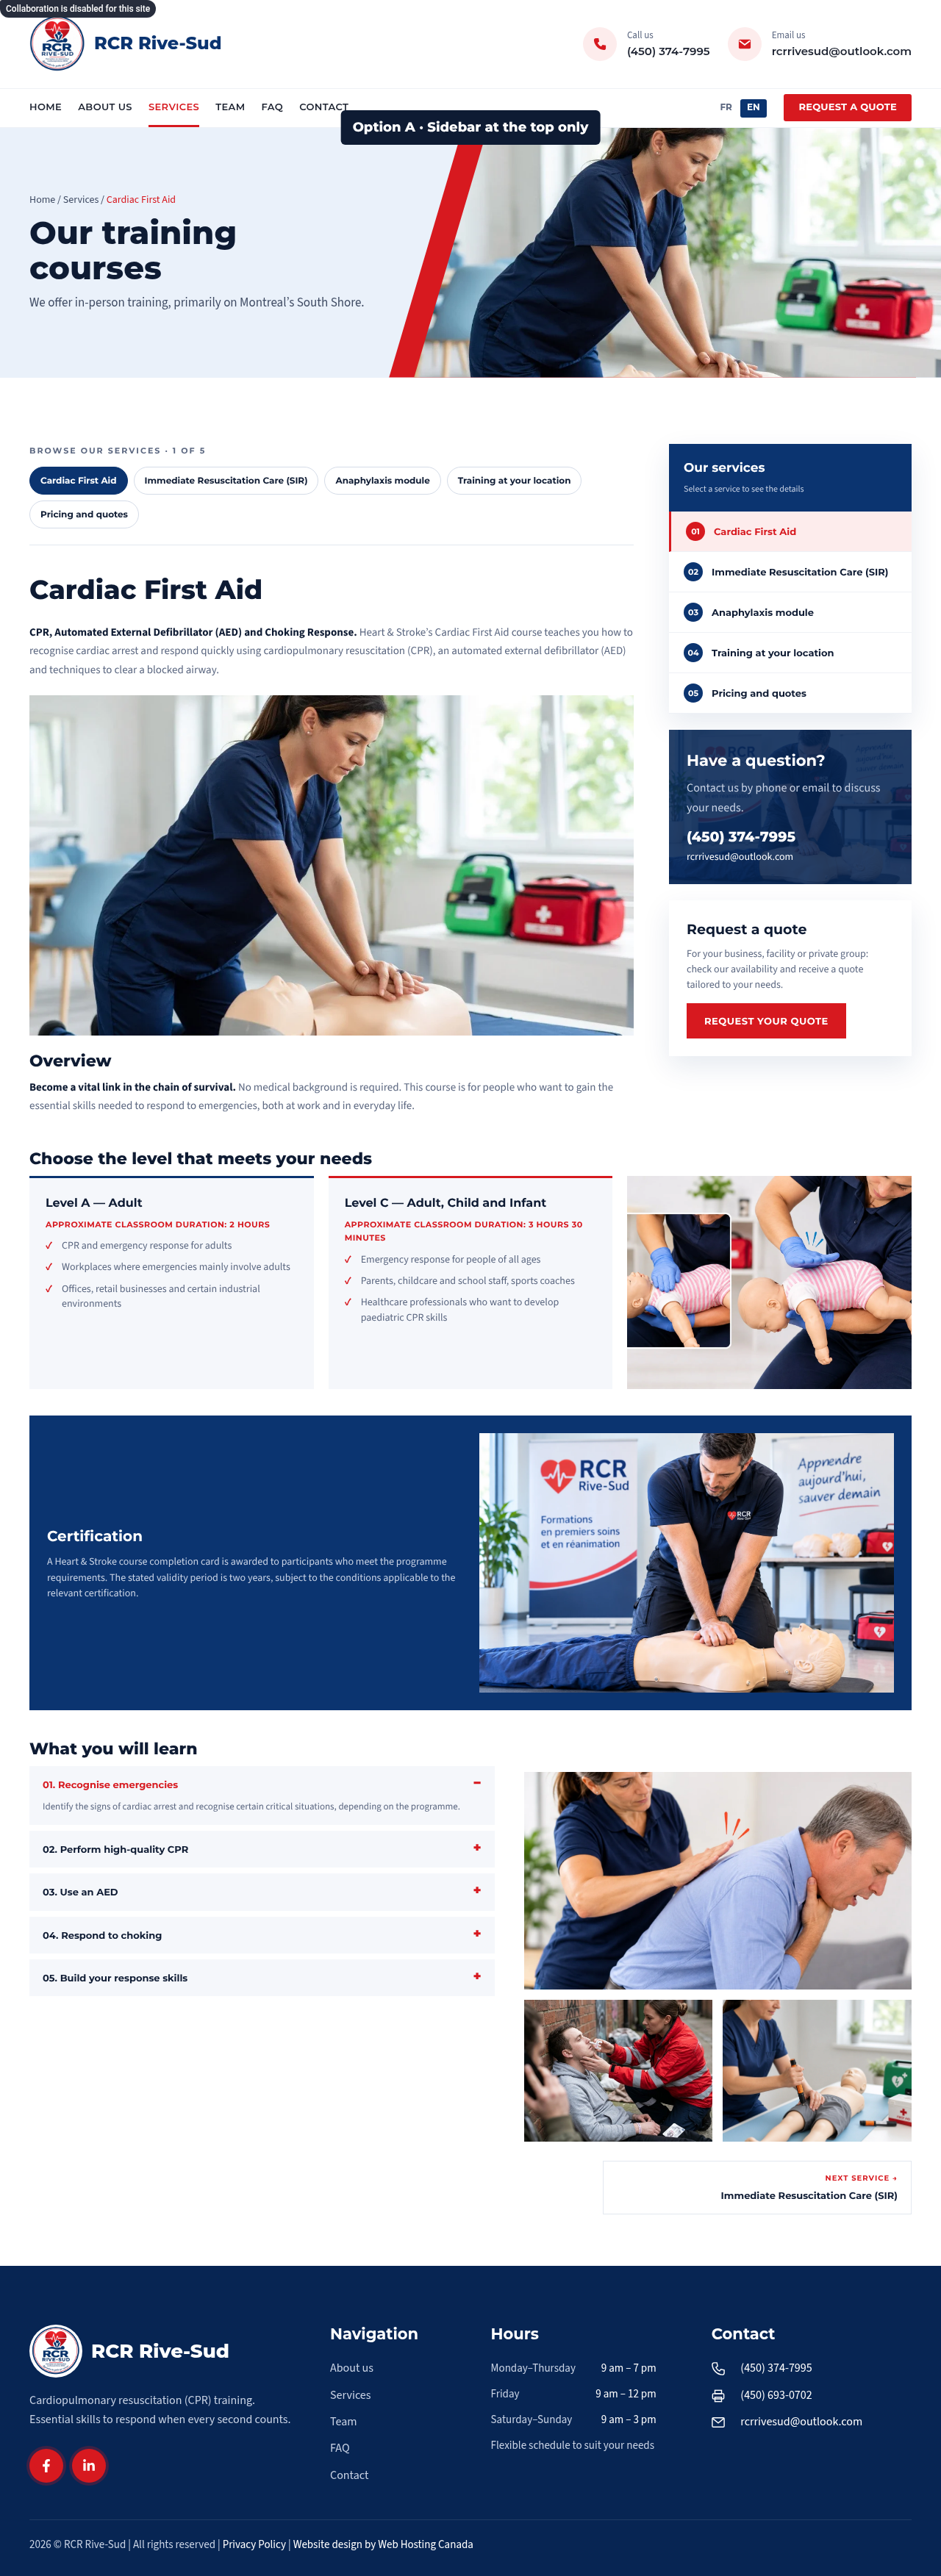 Collaboration is disabled for this site
RCR
RIVE-SUD
RCR Rive-Sud
Call us
(450) 374-7995
Email us
rcrrivesud@outlook.com
HOME
ABOUT US
SERVICES
TEAM
FAQ
CONTACT
FR
EN
REQUEST A QUOTE
Option A · Sidebar at the top only
Home / Services / Cardiac First Aid
Our training
courses
We offer in-person training, primarily on Montreal's South Shore.
BROWSE OUR SERVICES · 1 OF 5
Cardiac First Aid
Immediate Resuscitation Care (SIR)
Anaphylaxis module
Training at your location
Pricing and quotes
Cardiac First Aid
CPR, Automated External Defibrillator (AED) and Choking Response. Heart & Stroke's Cardiac First Aid course teaches you how to
recognise cardiac arrest and respond quickly using cardiopulmonary resuscitation (CPR), an automated external defibrillator (AED)
and techniques to clear a blocked airway.
Overview
Become a vital link in the chain of survival. No medical background is required. This course is for people who want to gain the
essential skills needed to respond to emergencies, both at work and in everyday life.
Our services
Select a service to see the details
01 Cardiac First Aid
02 Immediate Resuscitation Care (SIR)
03 Anaphylaxis module
04 Training at your location
05 Pricing and quotes
Have a question?
Contact us by phone or email to discuss
your needs.
(450) 374-7995
rcrrivesud@outlook.com
Request a quote
For your business, facility or private group:
check our availability and receive a quote
tailored to your needs.
REQUEST YOUR QUOTE
Choose the level that meets your needs
Level A — Adult
APPROXIMATE CLASSROOM DURATION: 2 HOURS
CPR and emergency response for adults
Workplaces where emergencies mainly involve adults
Offices, retail businesses and certain industrial
environments
Level C — Adult, Child and Infant
APPROXIMATE CLASSROOM DURATION: 3 HOURS 30
MINUTES
Emergency response for people of all ages
Parents, childcare and school staff, sports coaches
Healthcare professionals who want to develop
paediatric CPR skills
Certification
A Heart & Stroke course completion card is awarded to participants who meet the programme
requirements. The stated validity period is two years, subject to the conditions applicable to the
relevant certification.
RCR
Rive-Sud
Formations
en premiers soins
et en réanimation
Apprendre
aujourd'hui,
sauver demain
RCR
What you will learn
01. Recognise emergencies
Identify the signs of cardiac arrest and recognise certain critical situations, depending on the programme.
02. Perform high-quality CPR
03. Use an AED
04. Respond to choking
05. Build your response skills
NEXT SERVICE →
Immediate Resuscitation Care (SIR)
RCR
RIVE-SUD
RCR Rive-Sud
Cardiopulmonary resuscitation (CPR) training.
Essential skills to respond when every second counts.
Navigation
About us
Services
Team
FAQ
Contact
Hours
Monday–Thursday 9 am – 7 pm
Friday 9 am – 12 pm
Saturday–Sunday 9 am – 3 pm
Flexible schedule to suit your needs
Contact
(450) 374-7995
(450) 693-0702
rcrrivesud@outlook.com
2026 © RCR Rive-Sud | All rights reserved | Privacy Policy | Website design by Web Hosting Canada